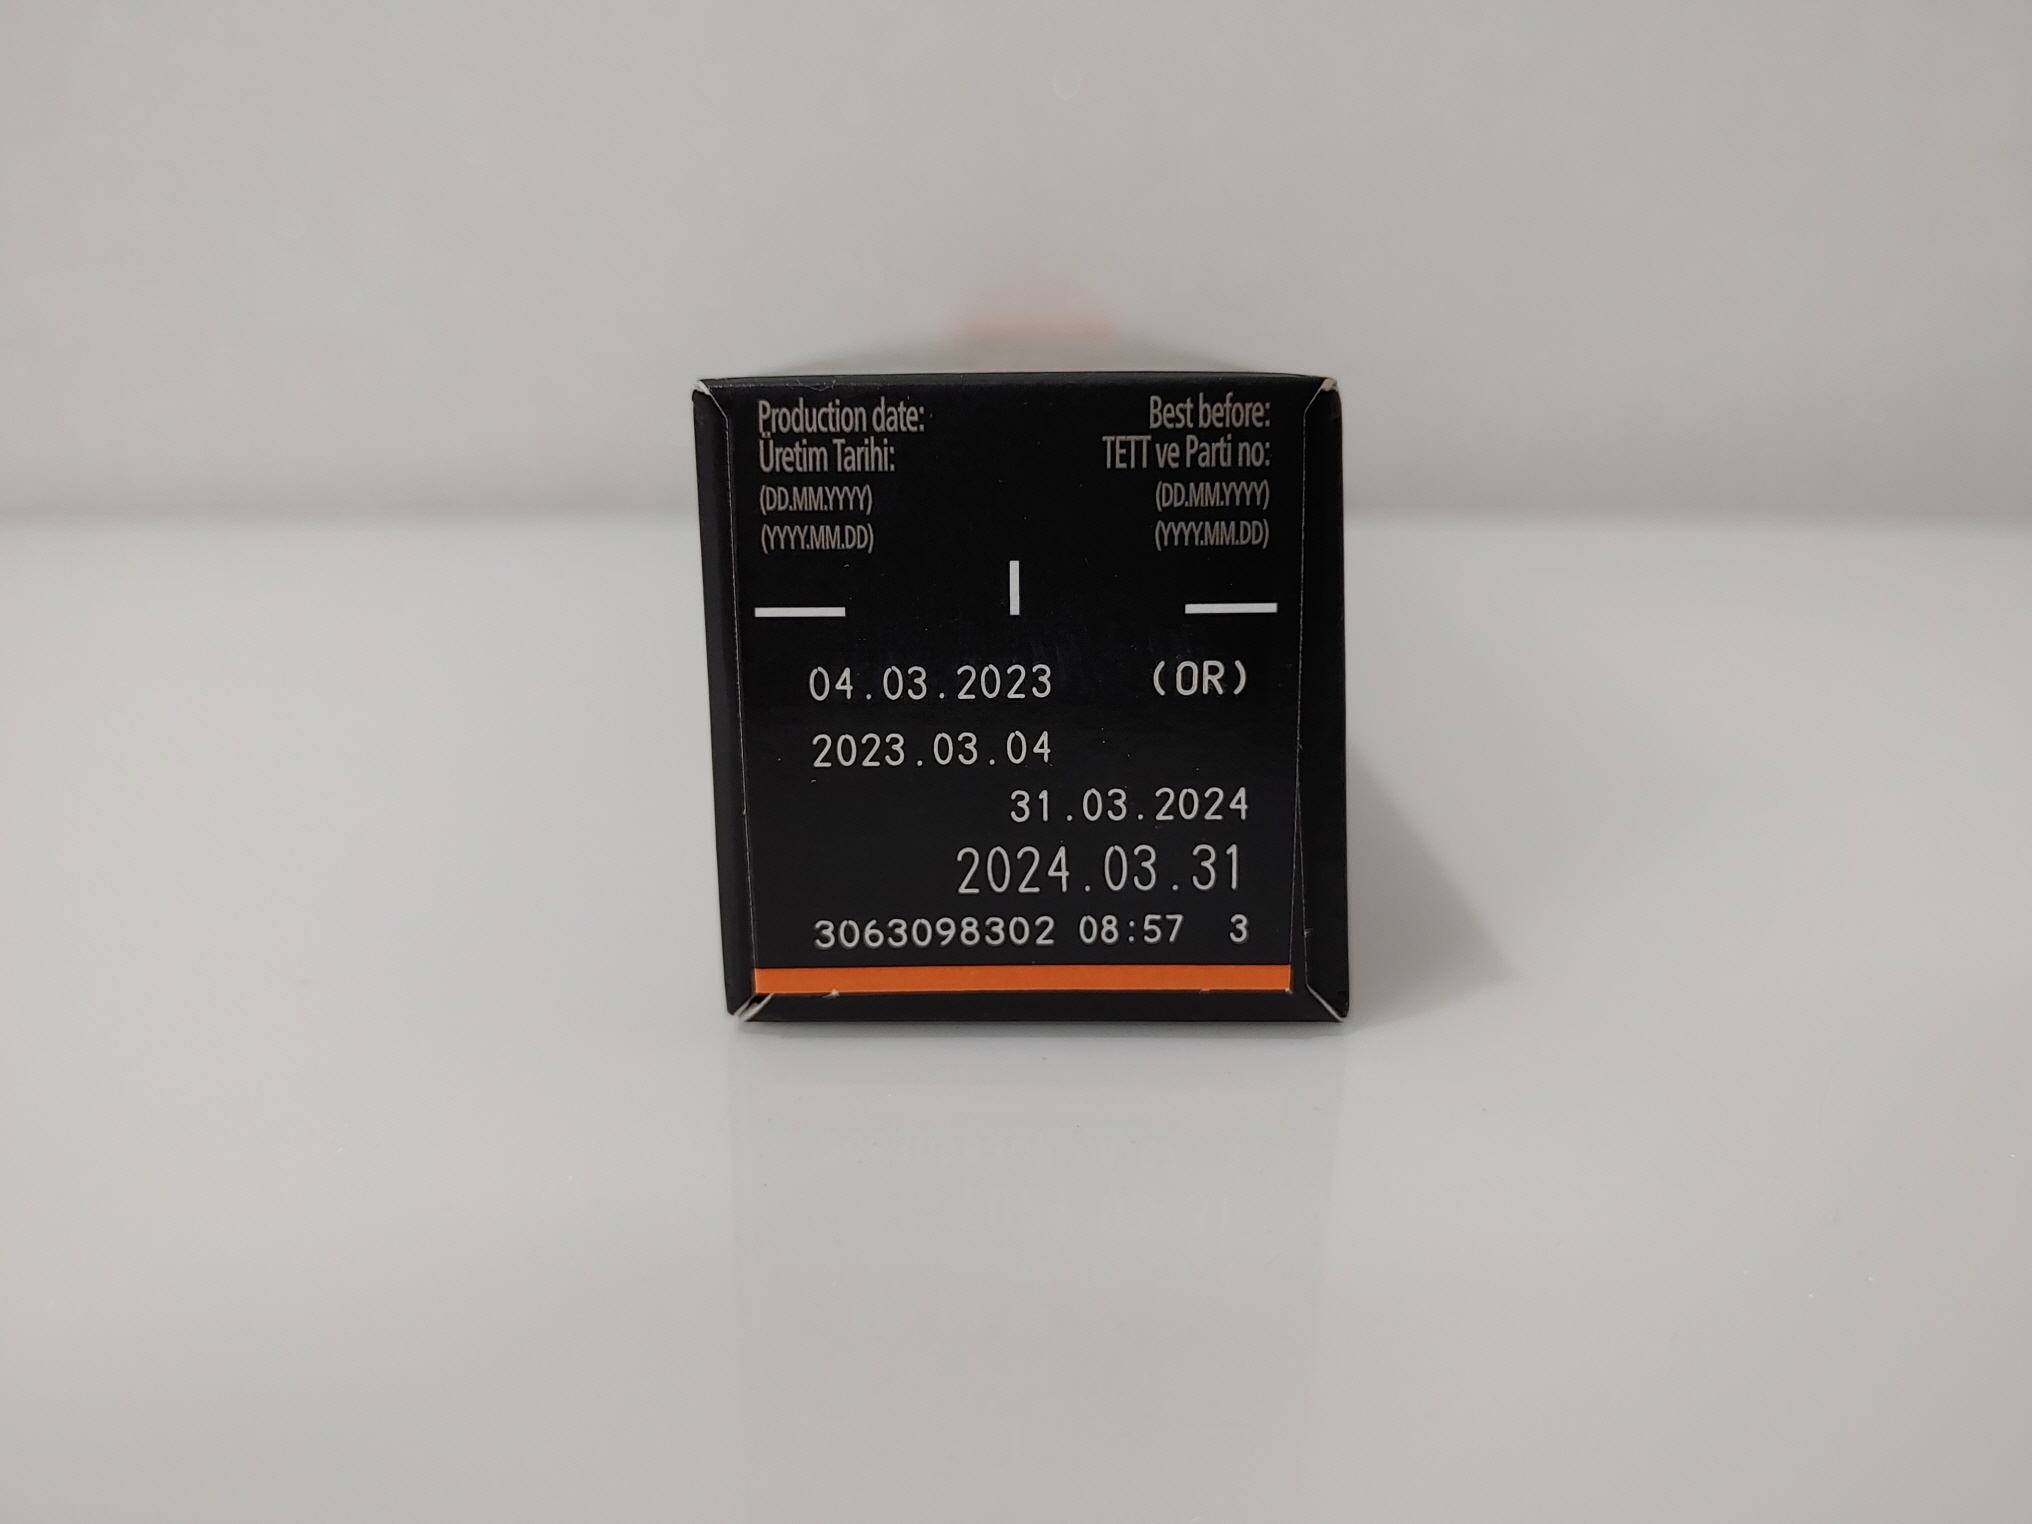 Production date:
Üretim Tarihi:
(DD.MM.YYYY)
(YYYY.MM.DD)
Best before:
TETT ve Parti no:
(DD.MM.YYYY)
(YYYY.MM.DD)
04.03.2023 (OR)
2023.03.04
31.03.2024
2024.03.31
3063098302 08:57 3